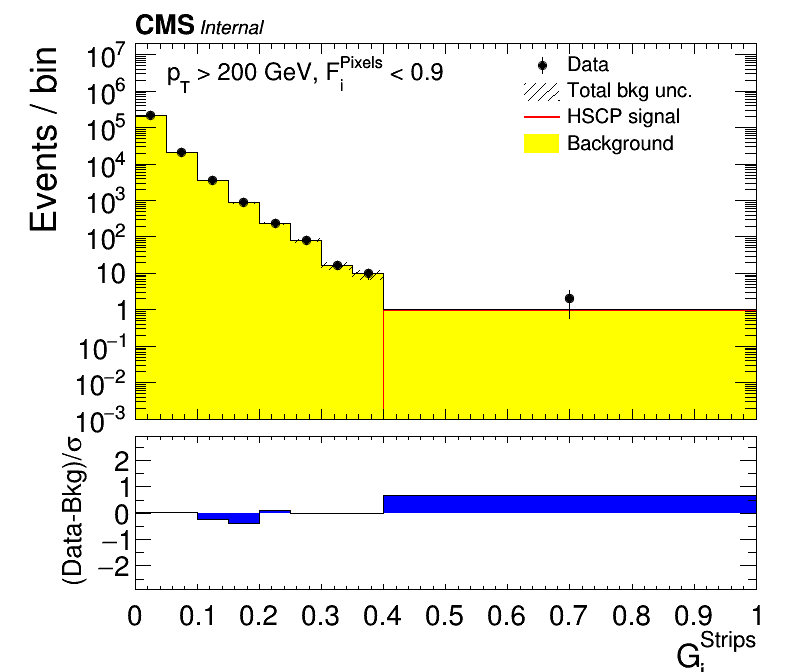 CMS Internal
p_T > 200 GeV, F_i^Pixels < 0.9
Data
Total bkg unc.
HSCP signal
Background
Events / bin
10^7
10^6
10^5
10^4
10^3
10^2
10
1
10^−1
10^−2
10^−3
(Data-Bkg)/σ
2
1
0
−1
−2
0 0.1 0.2 0.3 0.4 0.5 0.6 0.7 0.8 0.9 1
G_i^Strips